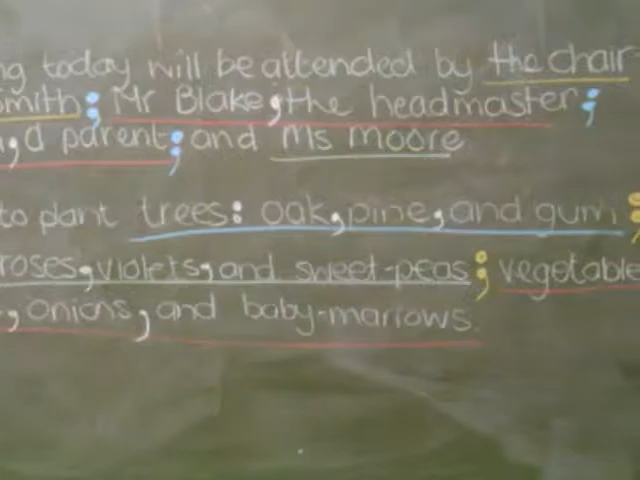 ng today will be attended by the chair-
Smith; Mr Blake, the headmaster;
, a parent; and Ms Moore
to plant trees: oak, pine, and gum;
roses, violets, and sweet-peas; vegetable
, onions, and baby-marrows.